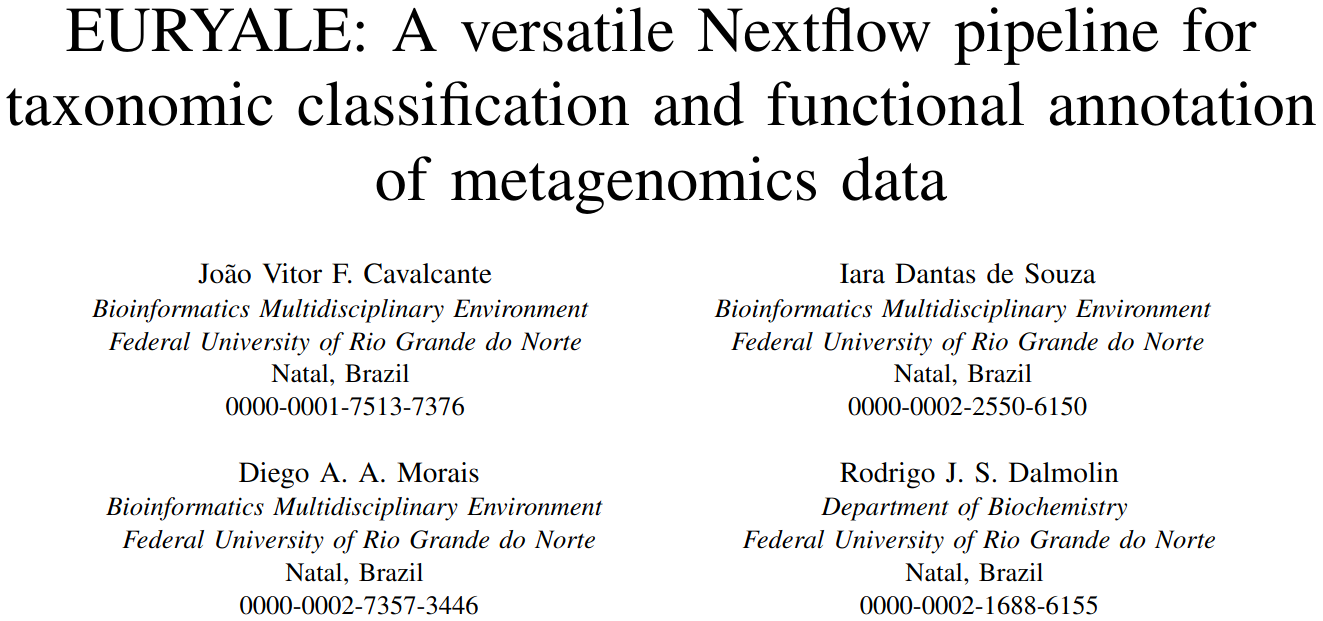 EURYALE: A versatile Nextflow pipeline for
taxonomic classification and functional annotation
of metagenomics data
João Vitor F. Cavalcante
Bioinformatics Multidisciplinary Environment
Federal University of Rio Grande do Norte
Natal, Brazil
0000-0001-7513-7376
Iara Dantas de Souza
Bioinformatics Multidisciplinary Environment
Federal University of Rio Grande do Norte
Natal, Brazil
0000-0002-2550-6150
Diego A. A. Morais
Bioinformatics Multidisciplinary Environment
Federal University of Rio Grande do Norte
Natal, Brazil
0000-0002-7357-3446
Rodrigo J. S. Dalmolin
Department of Biochemistry
Federal University of Rio Grande do Norte
Natal, Brazil
0000-0002-1688-6155